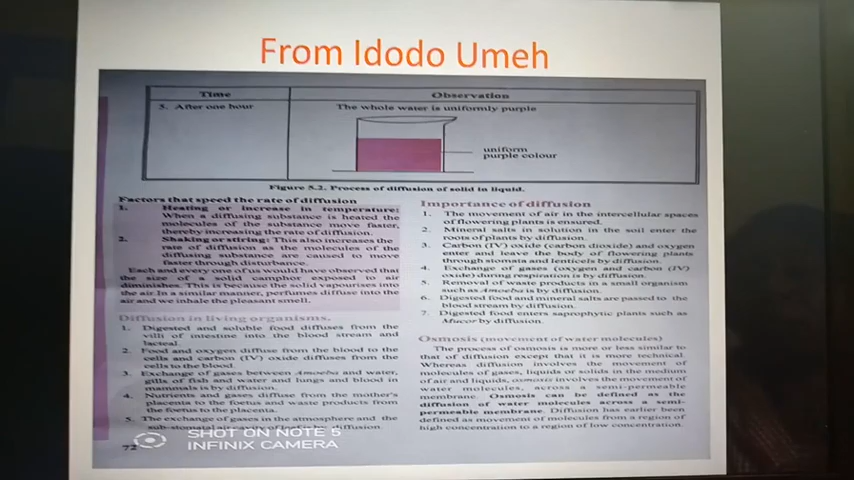 From Idodo Umeh
Time
Observation
5. After one hour
The whole water is uniformly purple
uniform
purple colour
Figure 5.2. Process of diffusion of solid in liquid.
Factors that speed the rate of diffusion
1. Heating or increase in temperature:
When a diffusing substance is heated the
molecules of the substance move faster,
thereby increasing the rate of diffusion.
2. Shaking or stiring: This also increases the
rate of diffusion as the molecules of the
diffusing substance are caused to move
faster through disturbance.
Each and every one of us would have observed that
the size of a solid camphor exposed to air
diminishes. This is because the solid vapourises into
the air. In a similar manner, perfumes diffuse into the
air and we inhale the pleasant smell.
Diffusion in living organisms.
1. Digested and soluble food diffuses from the
villi of intestine into the blood stream and
lacteal.
2. Food and oxygen diffuse from the blood to the
cells and carbon (IV) oxide diffuses from the
cells to the blood.
3. Exchange of gases between Amoeba and water,
gills of fish and water and lungs and blood in
mammals is by diffusion.
4. Nutrients and gases diffuse from the mother's
placenta to the foetus and waste products from
the foetus to the placenta.
5. The exchange of gases in the atmosphere and the
diffusion.
72
SHOT ON NOTE 5
INFINIX CAMERA
Importance of diffusion
1. The movement of air in the intercellular spaces
of flowering plants is ensured.
2. Mineral salts in solution in the soil enter the
roots of plants by diffusion.
3. Carbon (IV) oxide (carbon dioxide) and oxygen
enter and leave the body of flowering plants
through stomata and lenticels by diffusion.
4. Exchange of gases (oxygen and carbon (IV)
oxide) during respiration is by diffusion.
5. Removal of waste products in a small organism
such as Amoeba is by diffusion.
6. Digested food and mineral salts are passed to the
blood stream by diffusion.
7. Digested food enters saprophytic plants such as
Mucor by diffusion.
Osmosis (movement of water molecules)
The process of osmosis is more or less similar to
that of diffusion except that it is more technical.
Whereas diffusion involves the movement of
molecules of gases, liquids or solids in the medium
of air and liquids, osmosis involves the movement of
water molecules, across a semi-permeable
membrane. Osmosis can be defined as the
diffusion of water molecules across a semi-
permeable membrane. Diffusion has earlier been
defined as movement of molecules from a region of
high concentration to a region of low concentration.